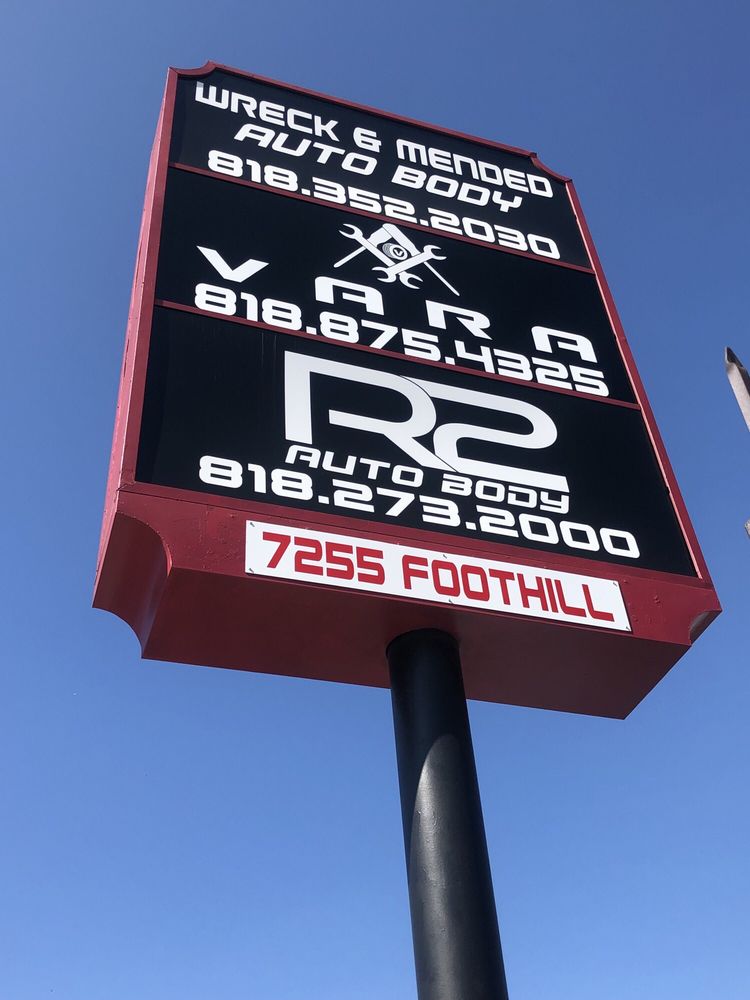 WRECK & MENDED
AUTO BODY
818.352.2030
V
VARA
818.875.4325
R2
AUTO BODY
818.273.2000
7255 FOOTHILL